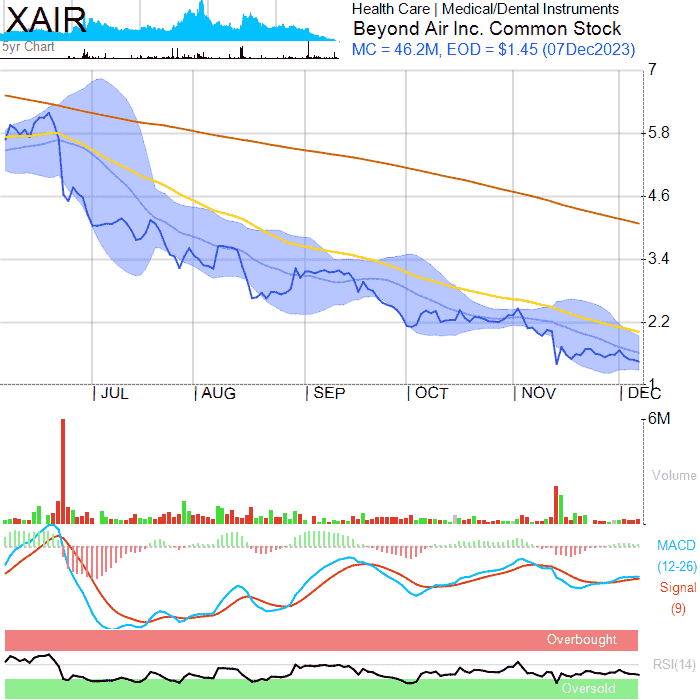 XAIR
5yr Chart
Health Care | Medical/Dental Instruments
Beyond Air Inc. Common Stock
MC = 46.2M, EOD = $1.45 (07Dec2023)
7
5.8
4.6
3.4
2.2
1
JUL AUG SEP OCT NOV DEC
6M
Volume
MACD
(12-26)
Signal
(9)
Overbought
RSI(14)
Oversold